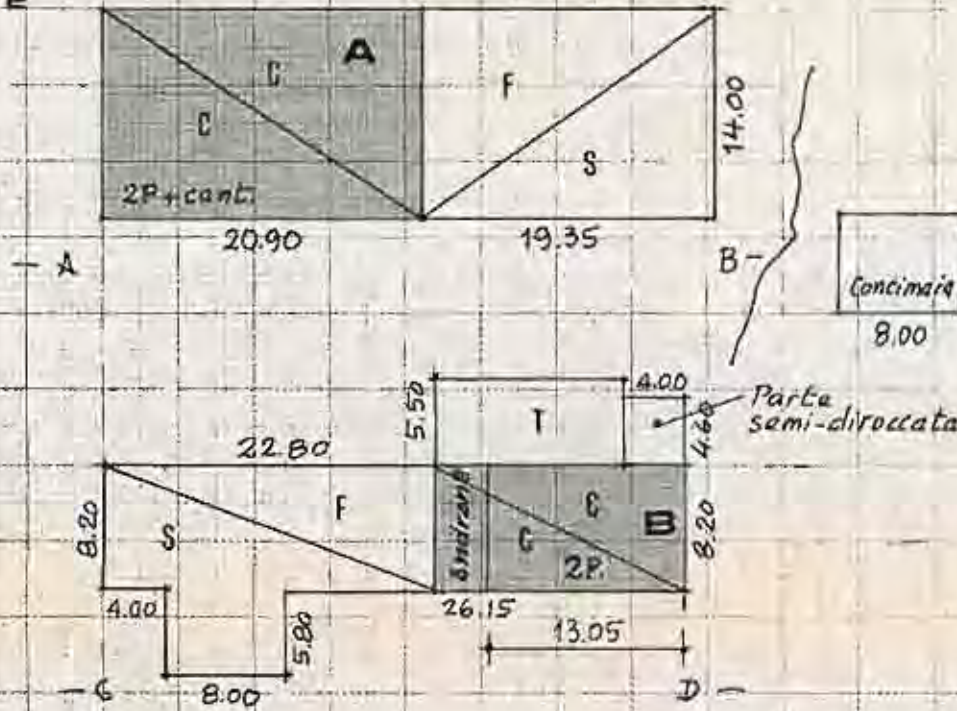 A
C
F
C
S
14.00
2P+cant.
20.90
19.35
A
B
Concimaia
8.00
4.00
Parte
semi-diroccata
5.50
T
4.60
22.80
8.20
F
S
Androne
C
C
B
2P.
8.20
4.00
26.15
5.80
13.05
8.00
C
D